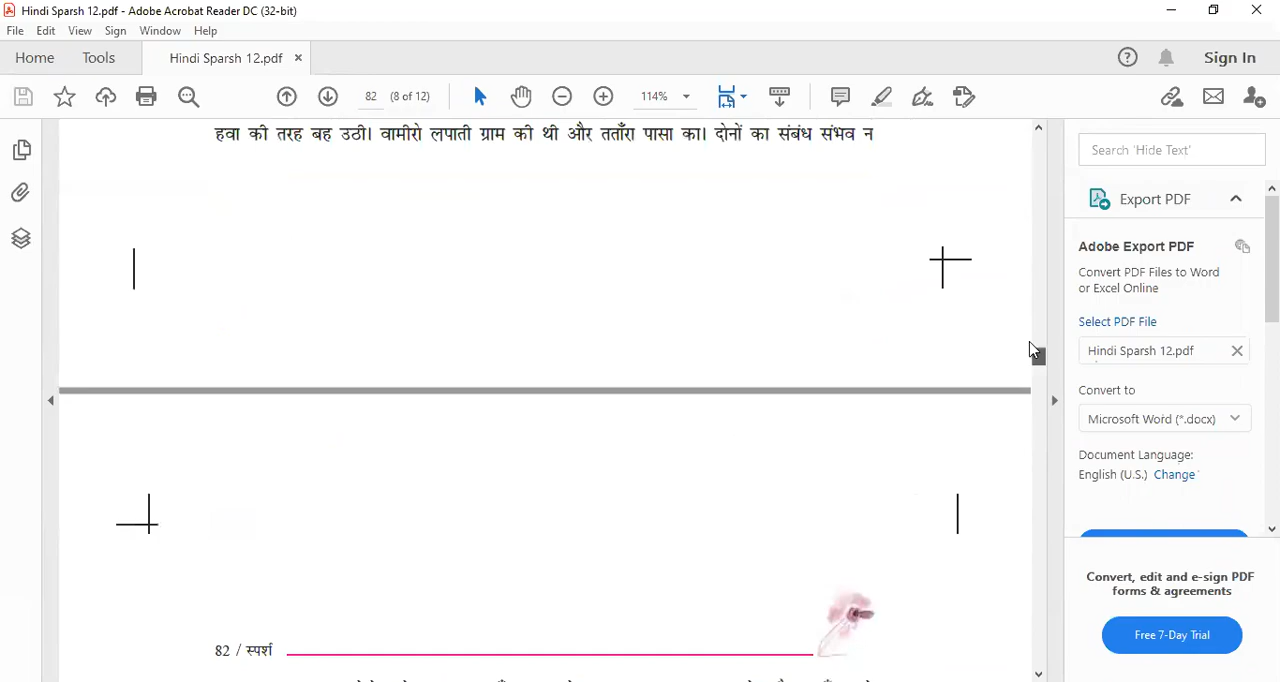 Hindi Sparsh 12.pdf - Adobe Acrobat Reader DC (32-bit)
File Edit View Sign Window Help
Home Tools Hindi Sparsh 12.pdf × Sign In
82 (8 of 12) 114%
हवा की तरह बह उठी। वामीरो लपाती ग्राम की थी और तताँरा पासा का। दोनों का संबंध संभव न
82 / स्पर्श
Search 'Hide Text'
Export PDF
Adobe Export PDF
Convert PDF Files to Word
or Excel Online
Select PDF File
Hindi Sparsh 12.pdf
Convert to
Microsoft Word (*.docx)
Document Language:
English (U.S.) Change
Convert, edit and e-sign PDF
forms & agreements
Free 7-Day Trial